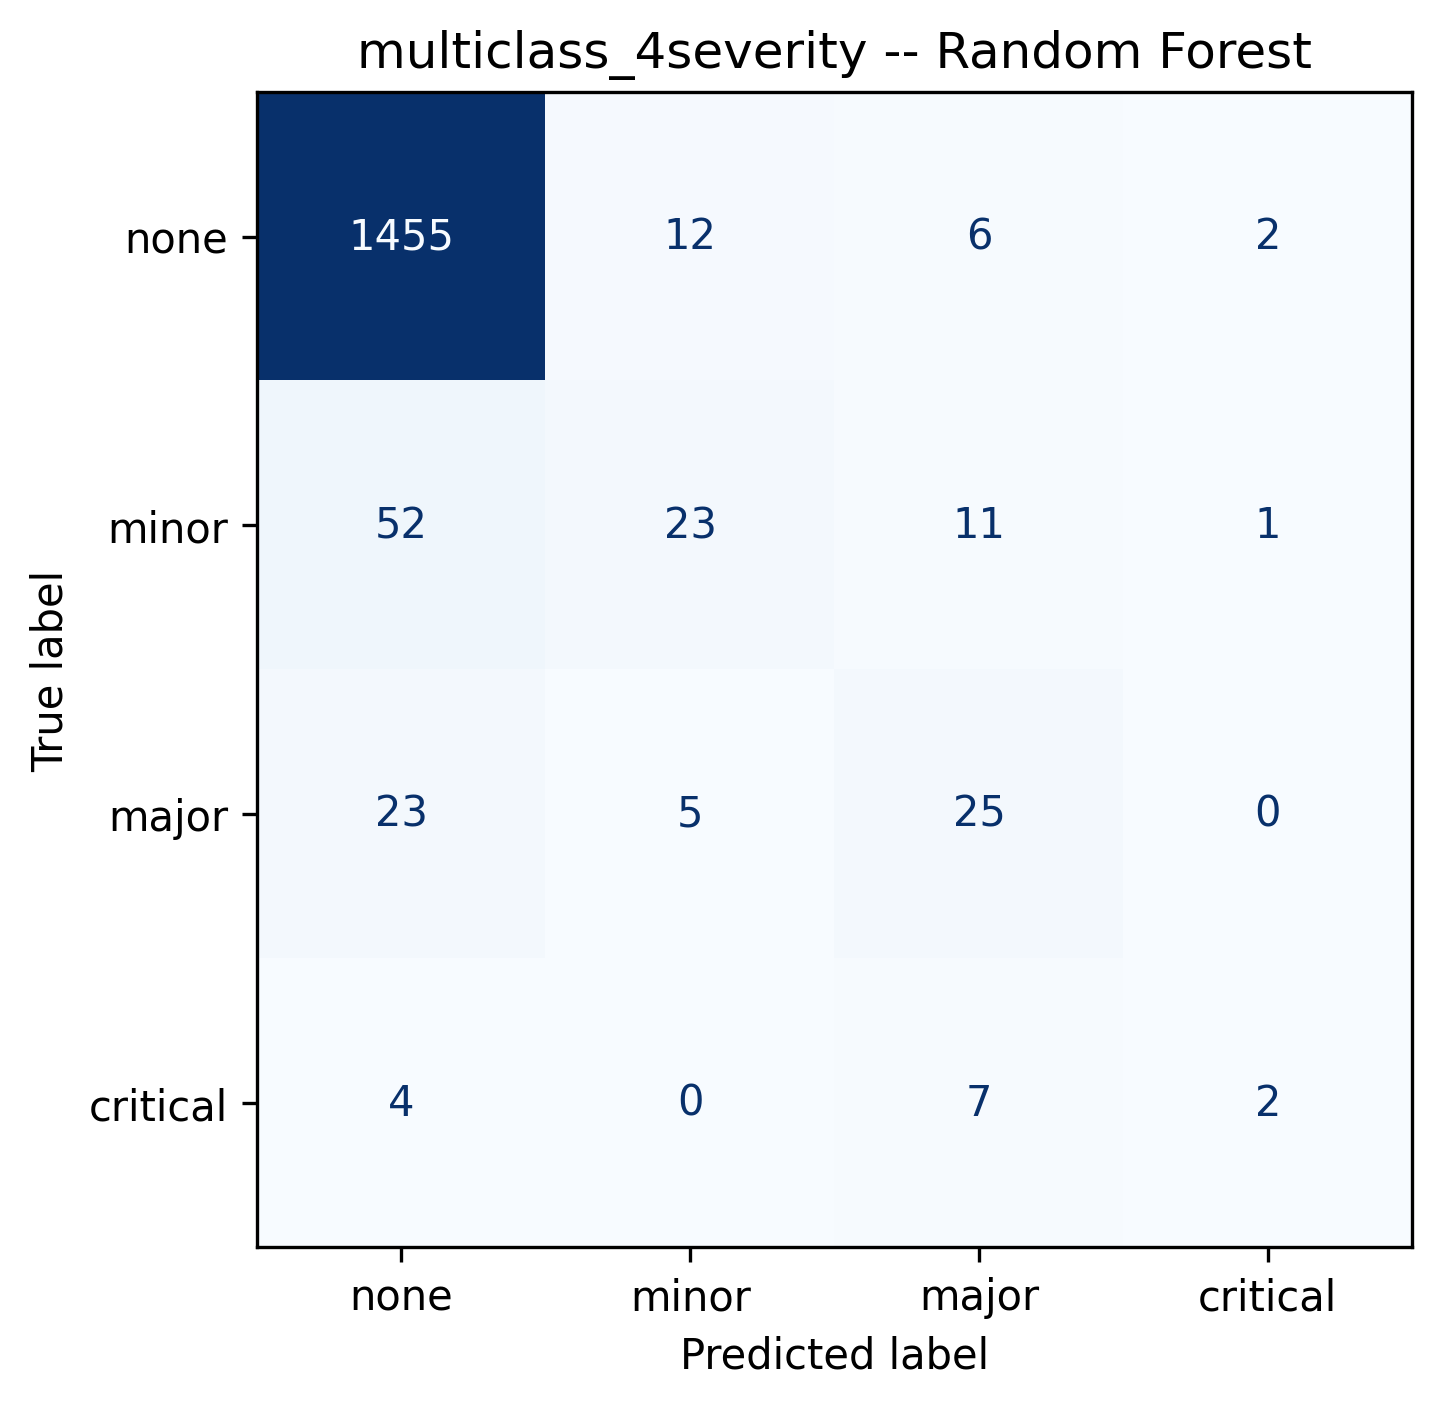 multiclass_4severity -- Random Forest
none 1455 12 6 2
minor 52 23 11 1
major 23 5 25 0
critical 4 0 7 2
none minor major critical
Predicted label
True label